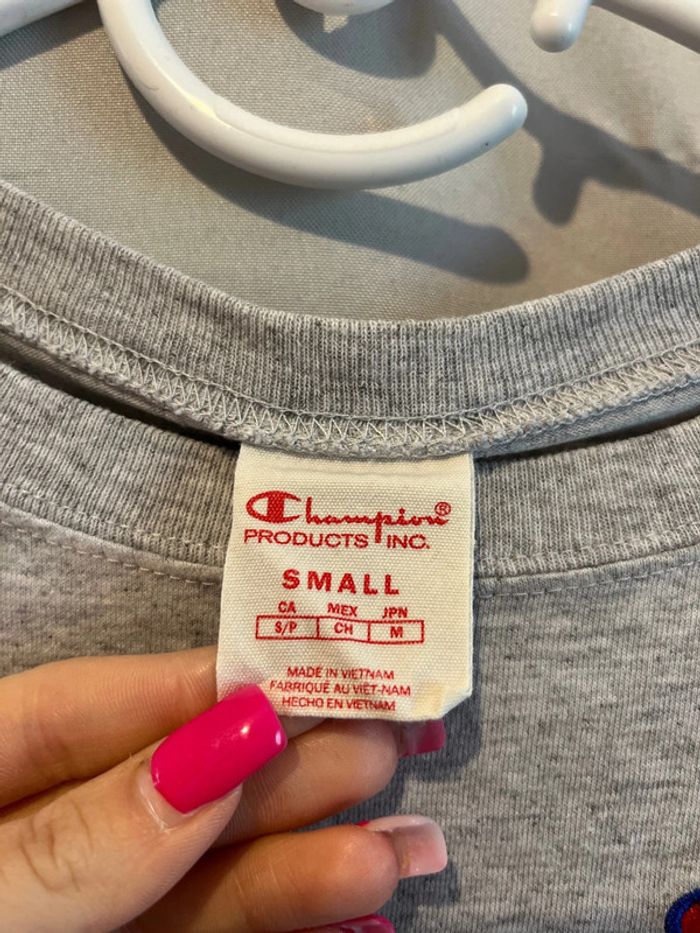 Champion®
PRODUCTS INC.
SMALL
CA MEX JPN
S/P CH M
MADE IN VIETNAM
FABRIQUÉ AU VIET-NAM
HECHO EN VIETNAM